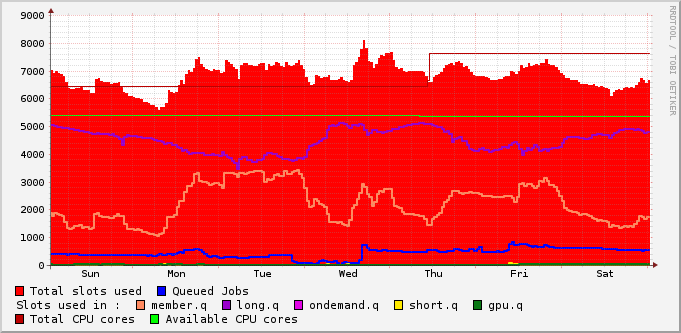 9000
8000
7000
6000
5000
4000
3000
2000
1000
0
Sun Mon Tue Wed Thu Fri Sat
RRDTOOL / TOBI OETIKER
Total slots used Queued Jobs
Slots used in : member.q long.q ondemand.q short.q gpu.q
Total CPU cores Available CPU cores